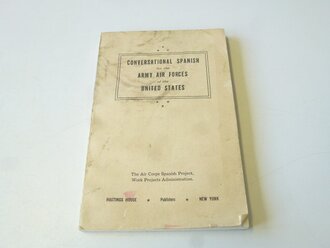 CONVERSATIONAL SPANISH
for the
ARMY AIR FORCES
of the
UNITED STATES
The Air Corps Spanish Project,
Work Projects Administration.
HASTINGS HOUSE • Publishers • NEW YORK